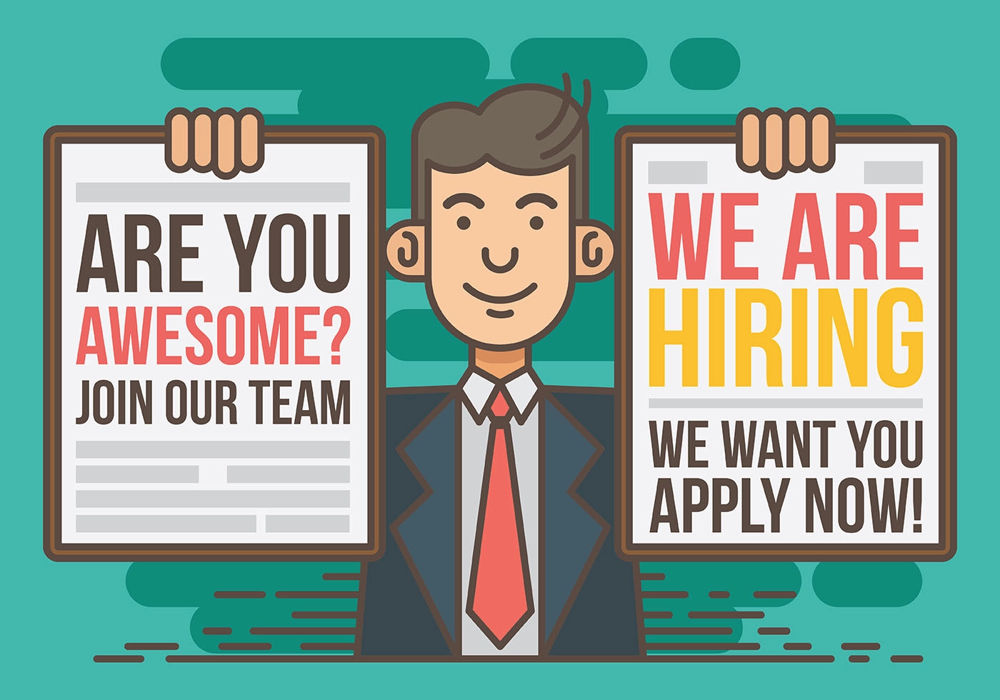 ARE YOU
AWESOME?
JOIN OUR TEAM
WE ARE
HIRING
WE WANT YOU
APPLY NOW!